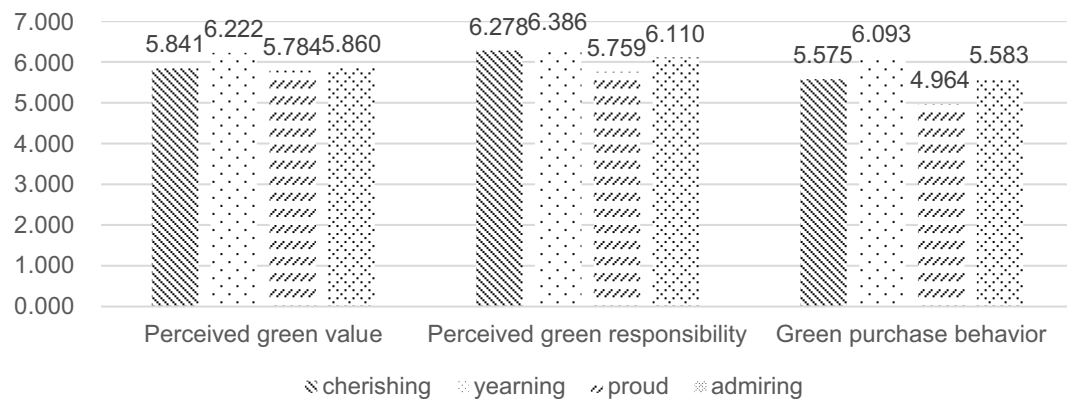 7.000
6.000
5.000
4.000
3.000
2.000
1.000
0.000
5.841 6.222 5.784 5.860
6.278 6.386 5.759 6.110
5.575 6.093 4.964 5.583
Perceived green value Perceived green responsibility Green purchase behavior
cherishing yearning proud admiring